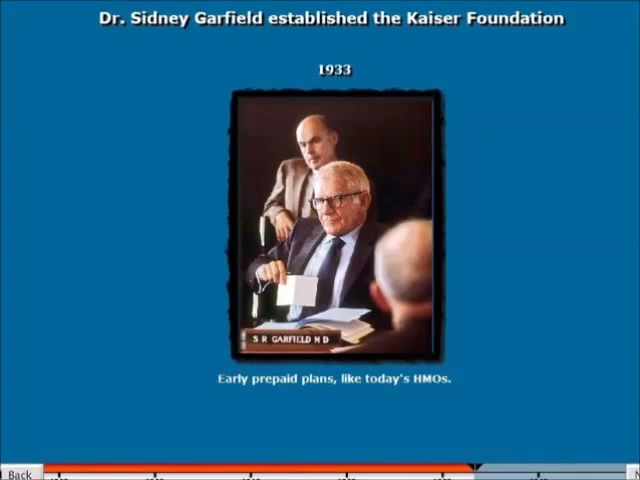 Dr. Sidney Garfield established the Kaiser Foundation
1933
S R GARFIELD M D
Early prepaid plans, like today's HMOs.
Back